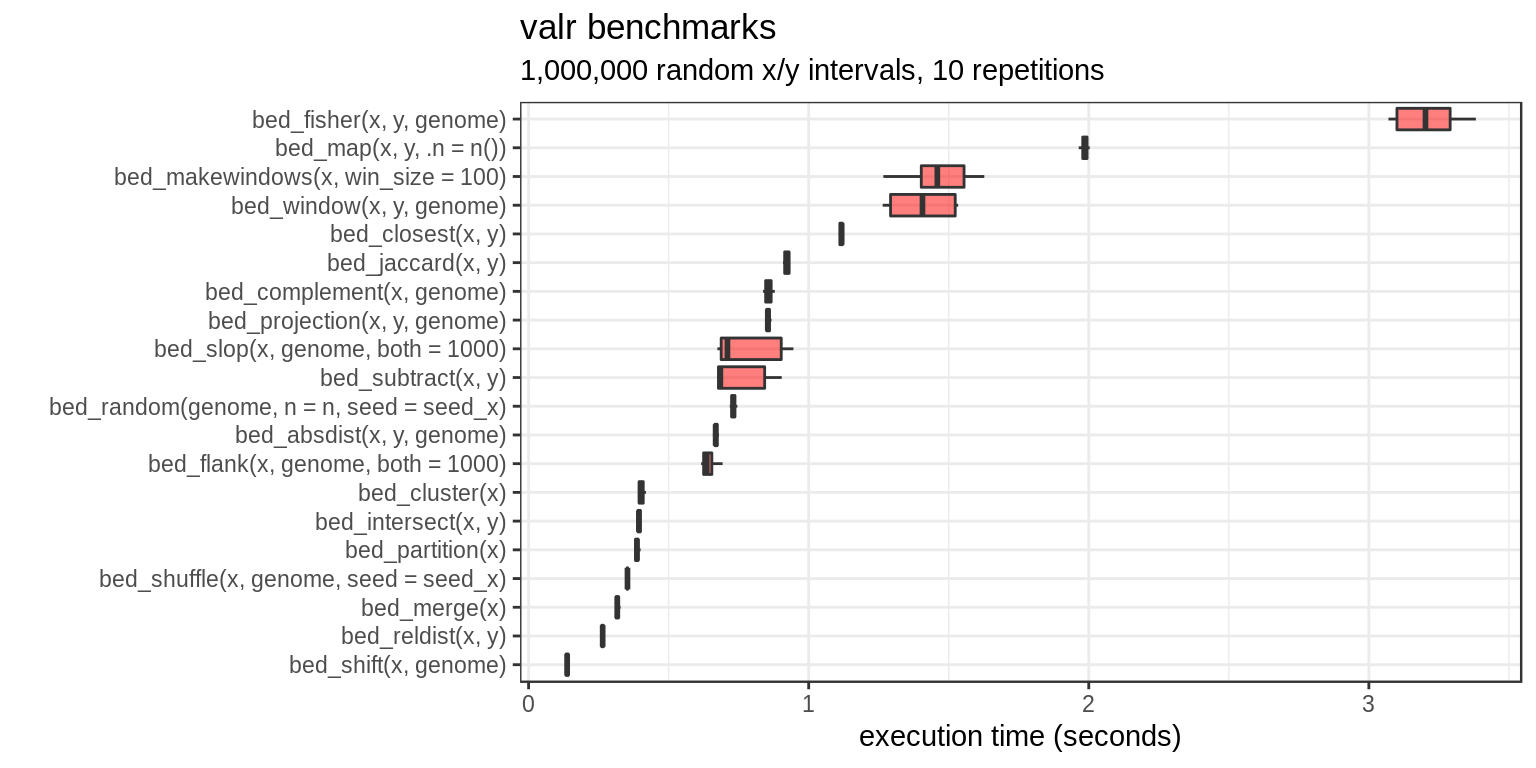 valr benchmarks
1,000,000 random x/y intervals, 10 repetitions
bed_fisher(x, y, genome)
bed_map(x, y, .n = n())
bed_makewindows(x, win_size = 100)
bed_window(x, y, genome)
bed_closest(x, y)
bed_jaccard(x, y)
bed_complement(x, genome)
bed_projection(x, y, genome)
bed_slop(x, genome, both = 1000)
bed_subtract(x, y)
bed_random(genome, n = n, seed = seed_x)
bed_absdist(x, y, genome)
bed_flank(x, genome, both = 1000)
bed_cluster(x)
bed_intersect(x, y)
bed_partition(x)
bed_shuffle(x, genome, seed = seed_x)
bed_merge(x)
bed_reldist(x, y)
bed_shift(x, genome)
0 1 2 3
execution time (seconds)